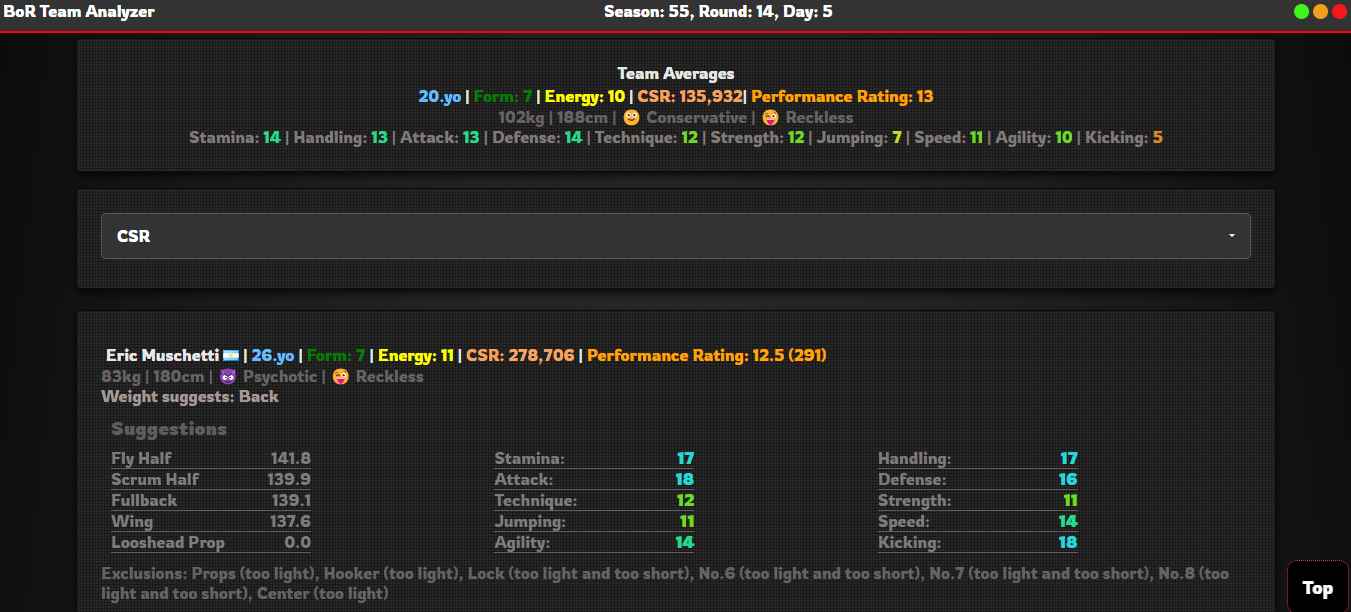 BoR Team Analyzer
Season: 55, Round: 14, Day: 5
Team Averages
20.yo | Form: 7 | Energy: 10 | CSR: 135,932| Performance Rating: 13
102kg | 188cm | 🙂 Conservative | 😜 Reckless
Stamina: 14 | Handling: 13 | Attack: 13 | Defense: 14 | Technique: 12 | Strength: 12 | Jumping: 7 | Speed: 11 | Agility: 10 | Kicking: 5
CSR
Eric Muschetti 🇦🇷 | 26.yo | Form: 7 | Energy: 11 | CSR: 278,706 | Performance Rating: 12.5 (291)
83kg | 180cm | 😈 Psychotic | 😜 Reckless
Weight suggests: Back
Suggestions
Fly Half 141.8 Stamina: 17 Handling: 17
Scrum Half 139.9 Attack: 18 Defense: 16
Fullback 139.1 Technique: 12 Strength: 11
Wing 137.6 Jumping: 11 Speed: 14
Looshead Prop 0.0 Agility: 14 Kicking: 18
Exclusions: Props (too light), Hooker (too light), Lock (too light and too short), No.6 (too light and too short), No.7 (too light and too short), No.8 (too
light and too short), Center (too light)
Top